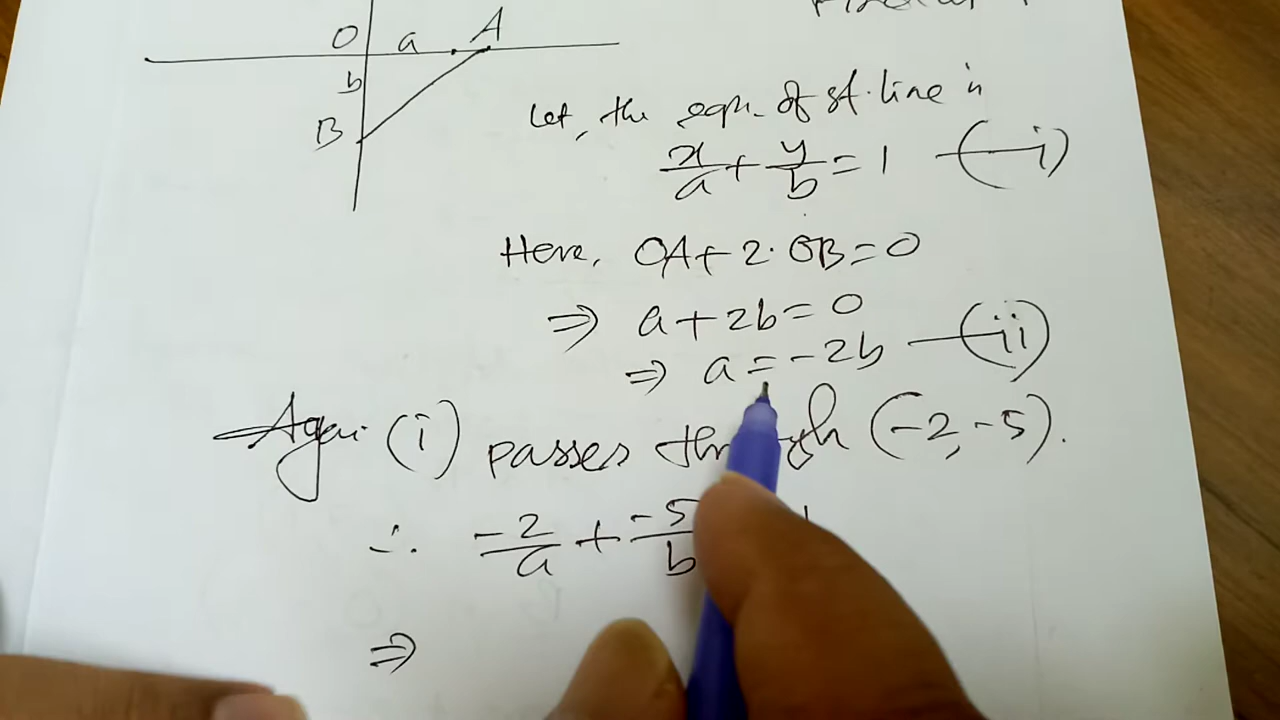 O a A
b
B
Let, the eqn. of st. line is
x/a + y/b = 1 —(i)
Here, OA + 2. OB = 0
⇒ a + 2b = 0
⇒ a = -2b —(ii)
Again (i) passes through (-2, -5).
∴ -2/a + -5/b
⇒